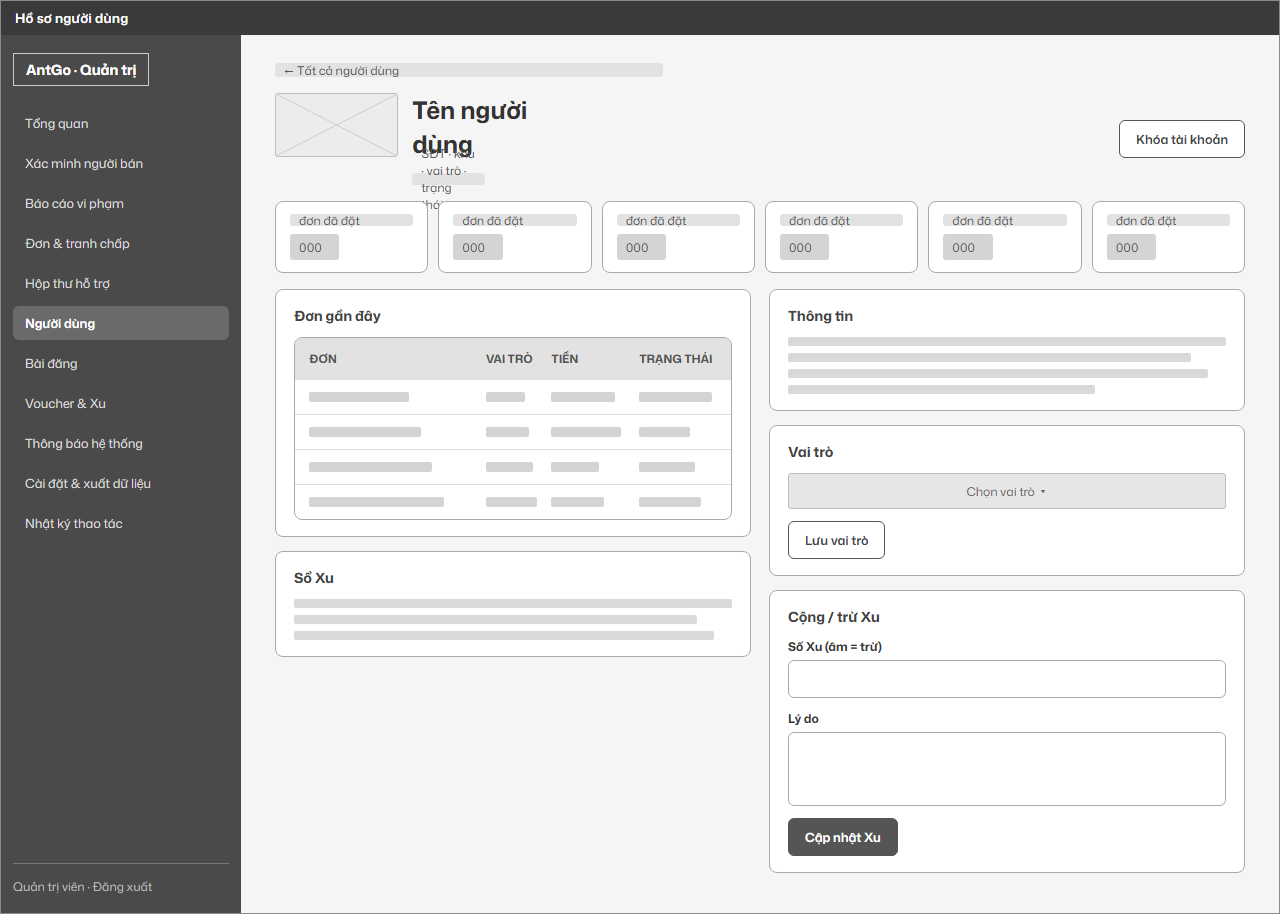 Hồ sơ người dùng
AntGo · Quản trị
Tổng quan
Xác minh người bán
Báo cáo vi phạm
Đơn & tranh chấp
Hộp thư hỗ trợ
Người dùng
Bài đăng
Voucher & Xu
Thông báo hệ thống
Cài đặt & xuất dữ liệu
Nhật ký thao tác
Quản trị viên · Đăng xuất
← Tất cả người dùng
Tên người
dùng
SĐT · khu
· vai trò ·
trạng
thái
Khóa tài khoản
đơn đã đặt
000
đơn đã đặt
000
đơn đã đặt
000
đơn đã đặt
000
đơn đã đặt
000
đơn đã đặt
000
Đơn gần đây
ĐƠN VAI TRÒ TIỀN TRẠNG THÁI
Sổ Xu
Thông tin
Vai trò
Chọn vai trò ▾
Lưu vai trò
Cộng / trừ Xu
Số Xu (âm = trừ)
Lý do
Cập nhật Xu